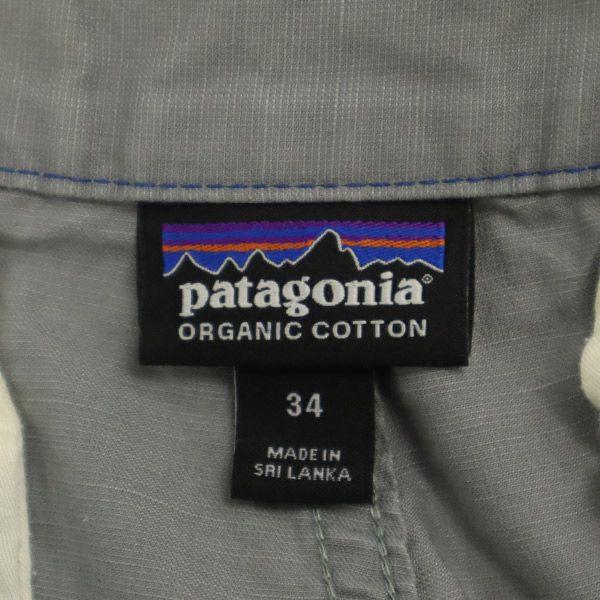 patagonia®
ORGANIC COTTON
34
MADE IN
SRI LANKA